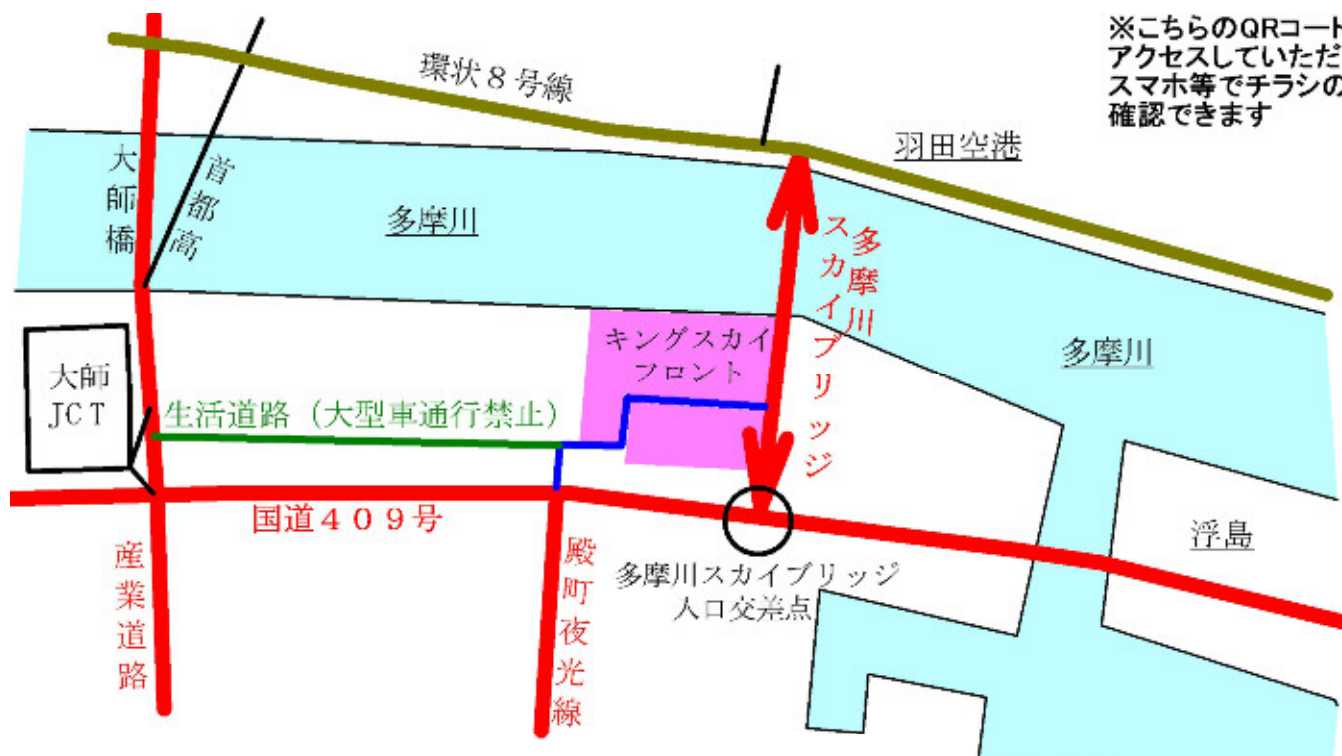 ※こちらのQRコード
アクセスしていただ
スマホ等でチラシの
確認できます
環状８号線
羽田空港
大師橋
首都高
多摩川
多摩川
スカイブリッジ
キングスカイ
フロント
多摩川
大師
JCT
生活道路（大型車通行禁止）
国道４０９号
浮島
産業道路
殿町夜光線
多摩川スカイブリッジ
入口交差点